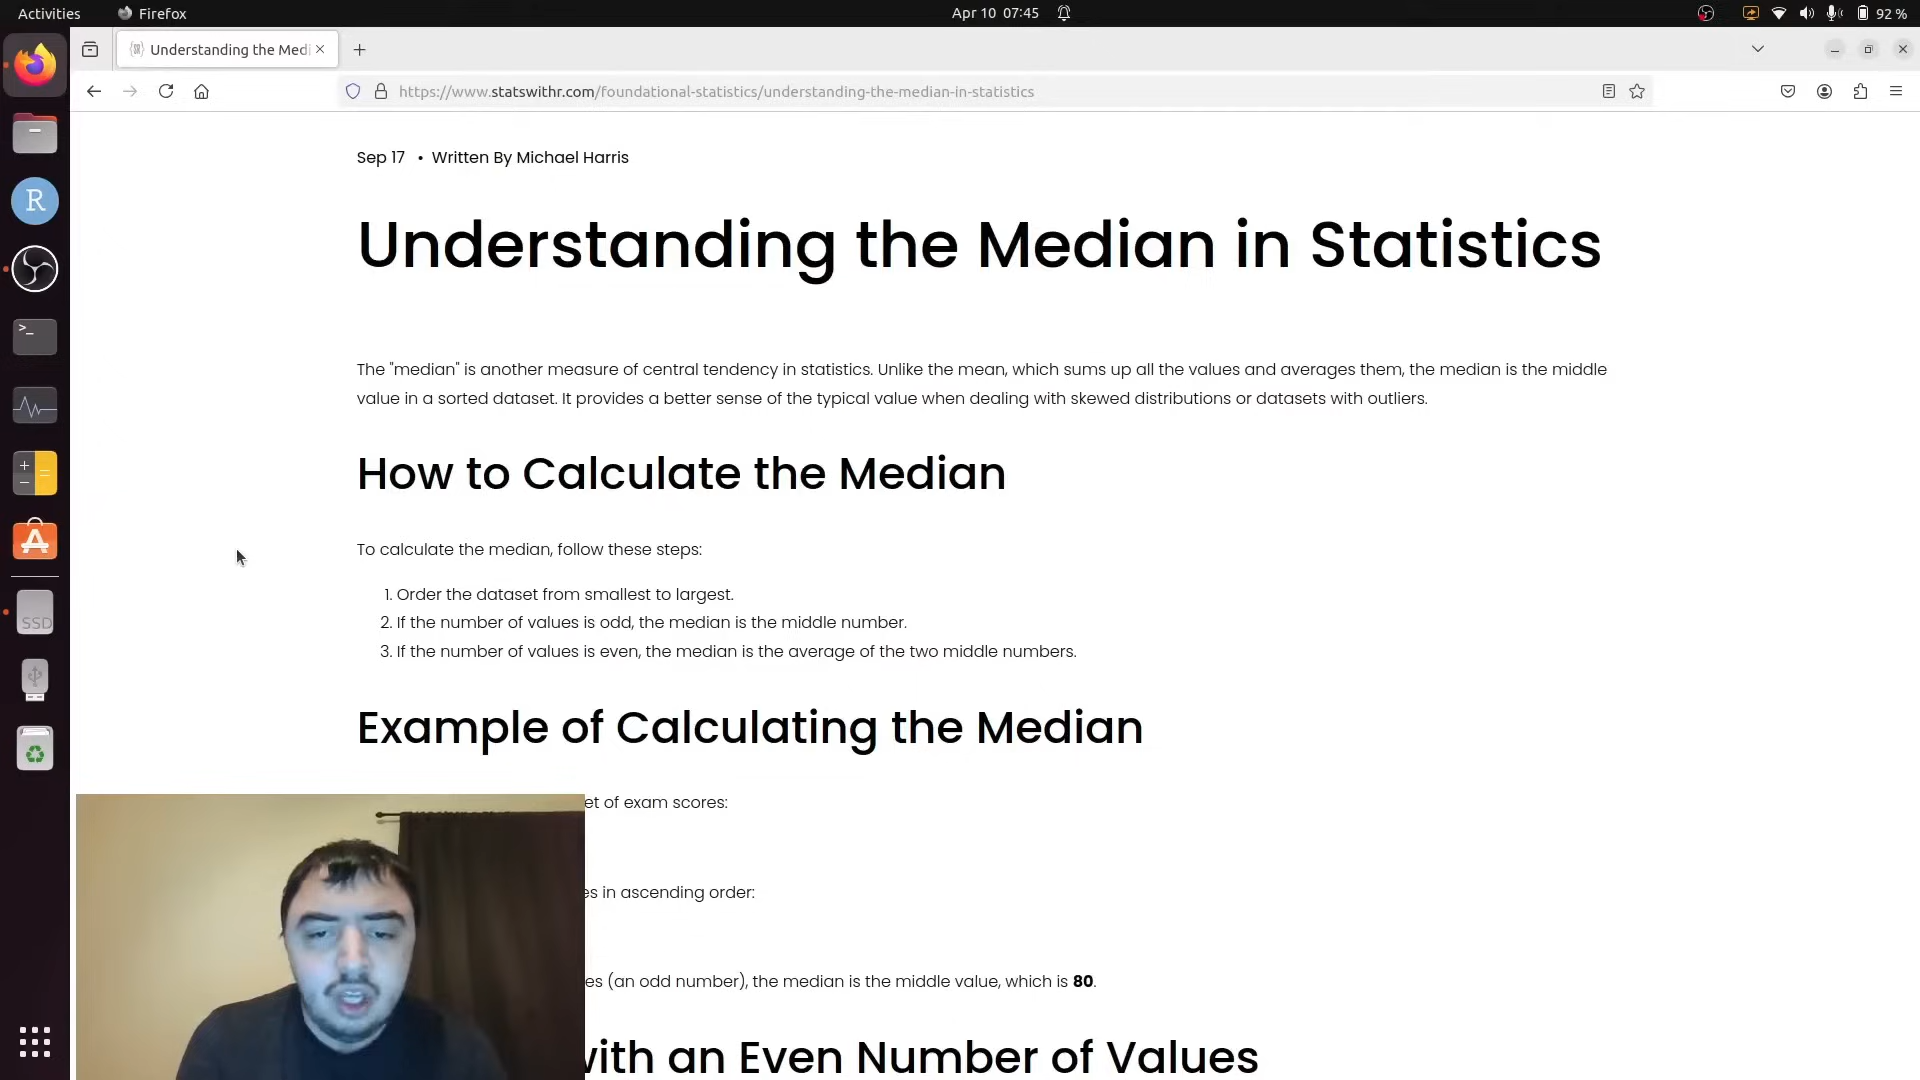 Activities
Firefox
Apr 10 07:45
92 %
Understanding the Medi
https://www.statswithr.com/foundational-statistics/understanding-the-median-in-statistics
Sep 17 • Written By Michael Harris
Understanding the Median in Statistics
The "median" is another measure of central tendency in statistics. Unlike the mean, which sums up all the values and averages them, the median is the middle
value in a sorted dataset. It provides a better sense of the typical value when dealing with skewed distributions or datasets with outliers.
How to Calculate the Median
To calculate the median, follow these steps:
1. Order the dataset from smallest to largest.
2. If the number of values is odd, the median is the middle number.
3. If the number of values is even, the median is the average of the two middle numbers.
Example of Calculating the Median
et of exam scores:
es in ascending order:
es (an odd number), the median is the middle value, which is 80.
with an Even Number of Values
R
>_
SSD